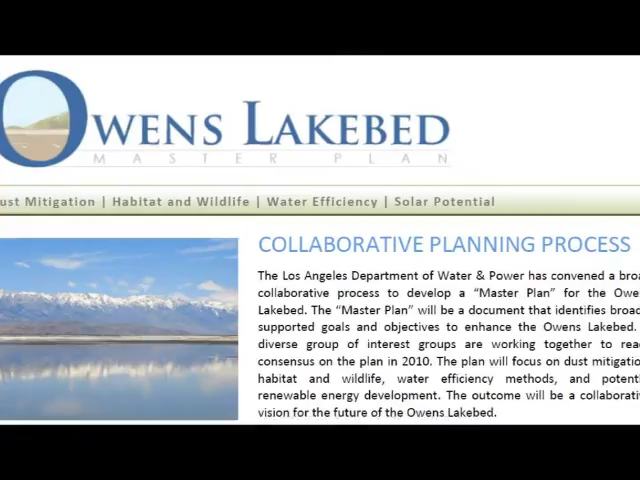 OWENS LAKEBED
MASTER PLAN
ust Mitigation | Habitat and Wildlife | Water Efficiency | Solar Potential
COLLABORATIVE PLANNING PROCESS
The Los Angeles Department of Water & Power has convened a broa
collaborative process to develop a “Master Plan” for the Owe
Lakebed. The “Master Plan” will be a document that identifies broad
supported goals and objectives to enhance the Owens Lakebed.
diverse group of interest groups are working together to rea
consensus on the plan in 2010. The plan will focus on dust mitigatio
habitat and wildlife, water efficiency methods, and potent
renewable energy development. The outcome will be a collaborati
vision for the future of the Owens Lakebed.